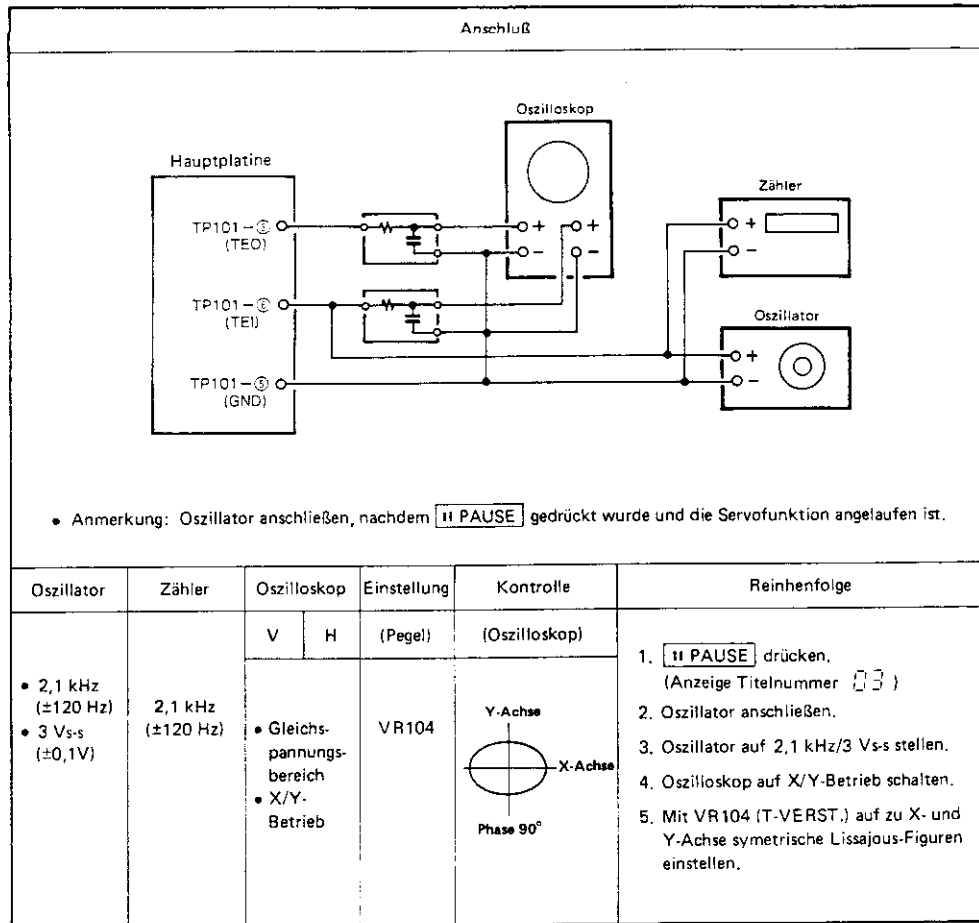 Anschluß
Oszilloskop
Hauptplatine
Zähler
TP101–
(TEO)
+ +
– –
+
–
TP101–
(TEI)
Oszillator
+
–
TP101–⑤
(GND)
• Anmerkung: Oszillator anschließen, nachdem II PAUSE gedrückt wurde und die Servofunktion angelaufen ist.
Oszillator Zähler Oszilloskop Einstellung Kontrolle Reinhenfolge
V H (Pegel) (Oszilloskop)
• 2,1 kHz
(±120 Hz)
• 3 Vs-s
(±0,1V)
2,1 kHz
(±120 Hz)
• Gleichs-
pannungs-
bereich
• X/Y-
Betrieb
VR104
Y-Achse
X-Achse
Phase 90°
1. II PAUSE drücken.
(Anzeige Titelnummer 03 )
2. Oszillator anschließen.
3. Oszillator auf 2,1 kHz/3 Vs-s stellen.
4. Oszilloskop auf X/Y-Betrieb schalten.
5. Mit VR104 (T-VERST.) auf zu X- und
Y-Achse symetrische Lissajous-Figuren
einstellen.